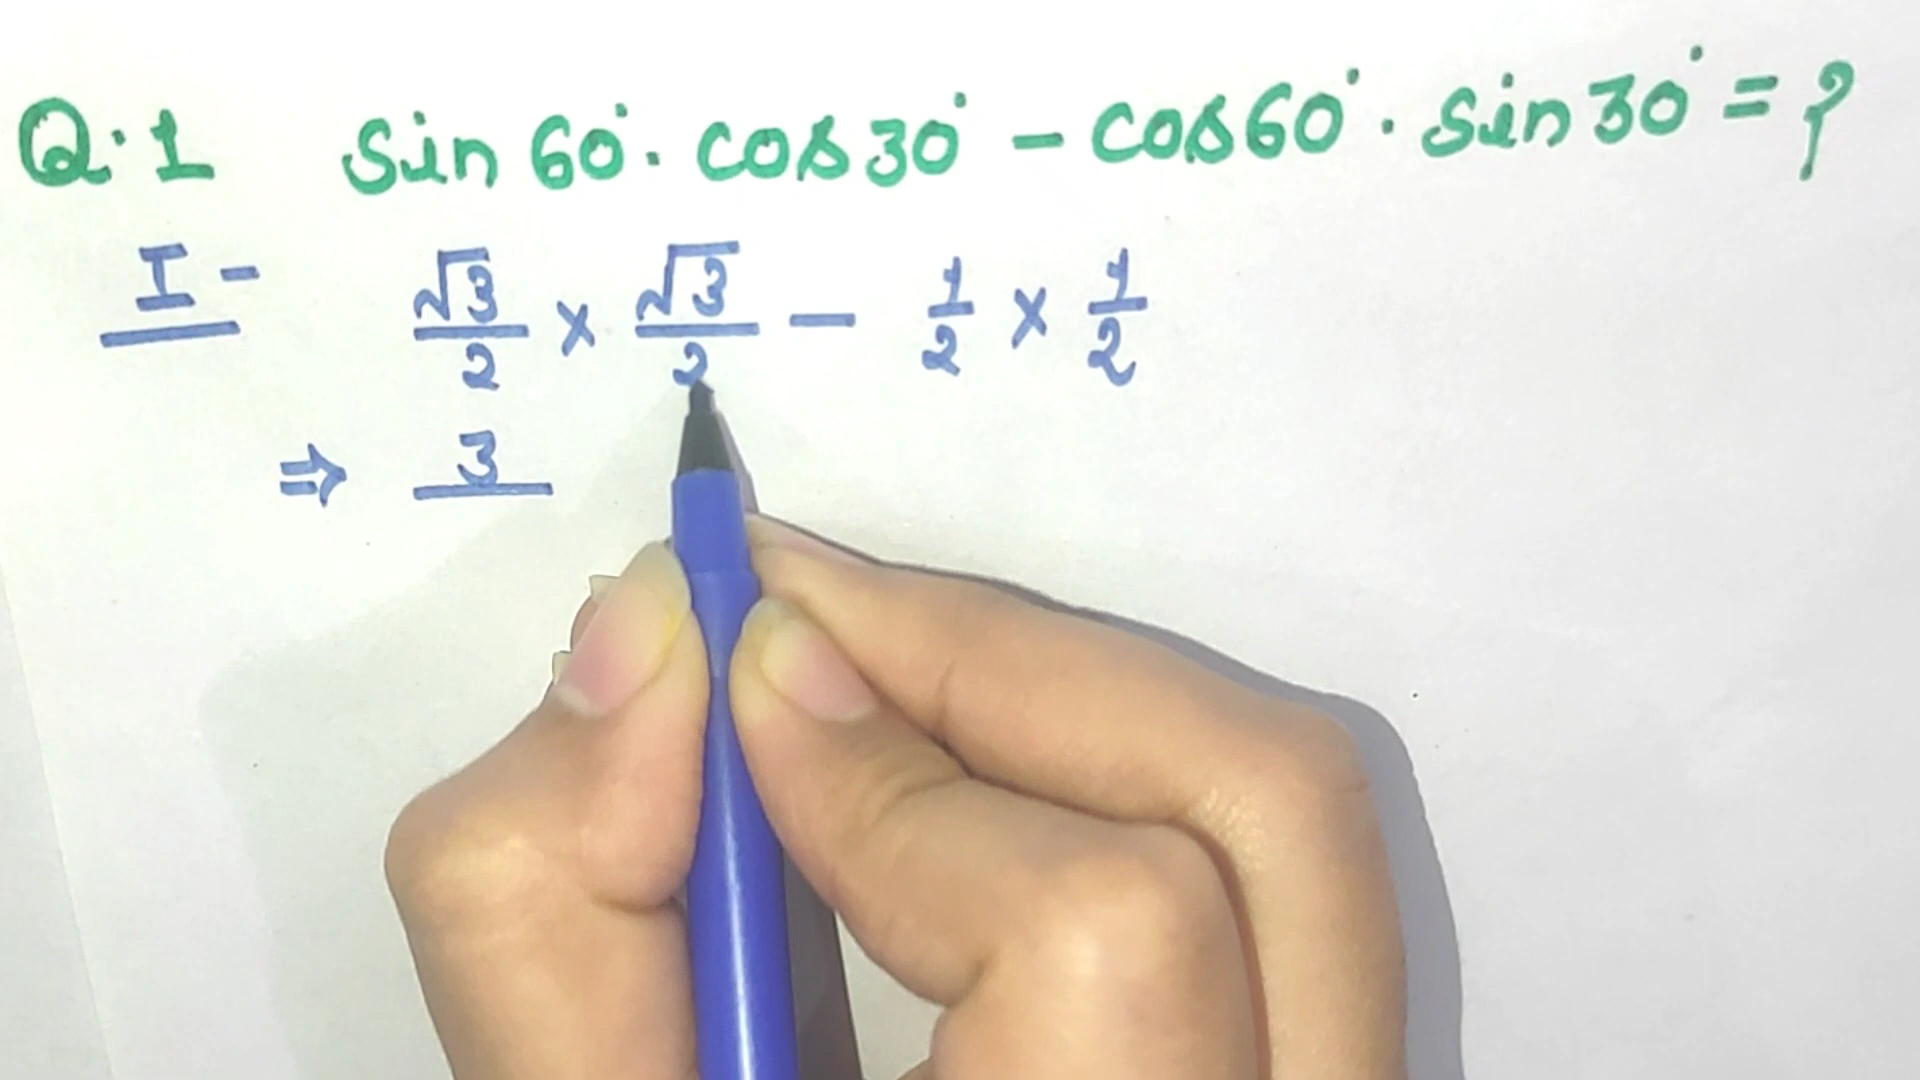 Q.1 sin 60° . cos 30° - cos 60° . sin 30° = ?
I - √3/2 x √3/2 - 1/2 x 1/2
⇒ 3